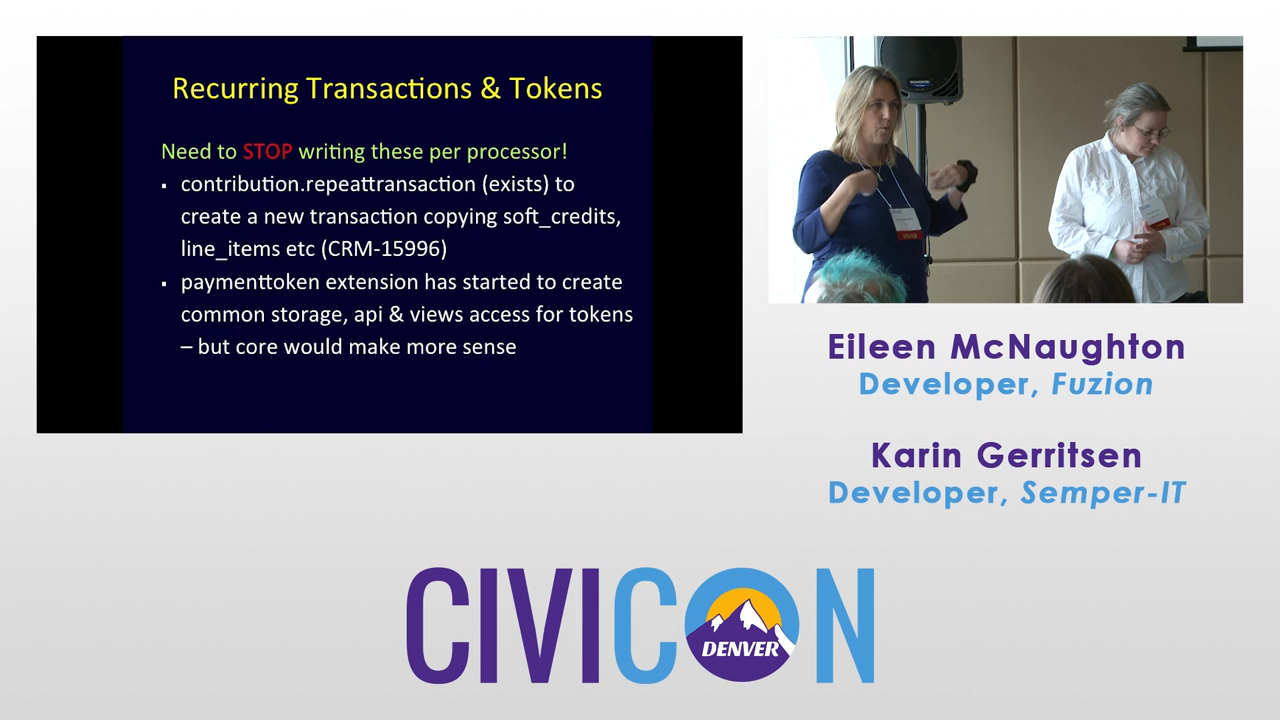 Recurring Transactions & Tokens
Need to STOP writing these per processor!
▪ contribution.repeattransaction (exists) to
create a new transaction copying soft_credits,
line_items etc (CRM-15996)
▪ paymenttoken extension has started to create
common storage, api & views access for tokens
– but core would make more sense
Eileen McNaughton
Developer, Fuzion
Karin Gerritsen
Developer, Semper-IT
CIVICON
DENVER